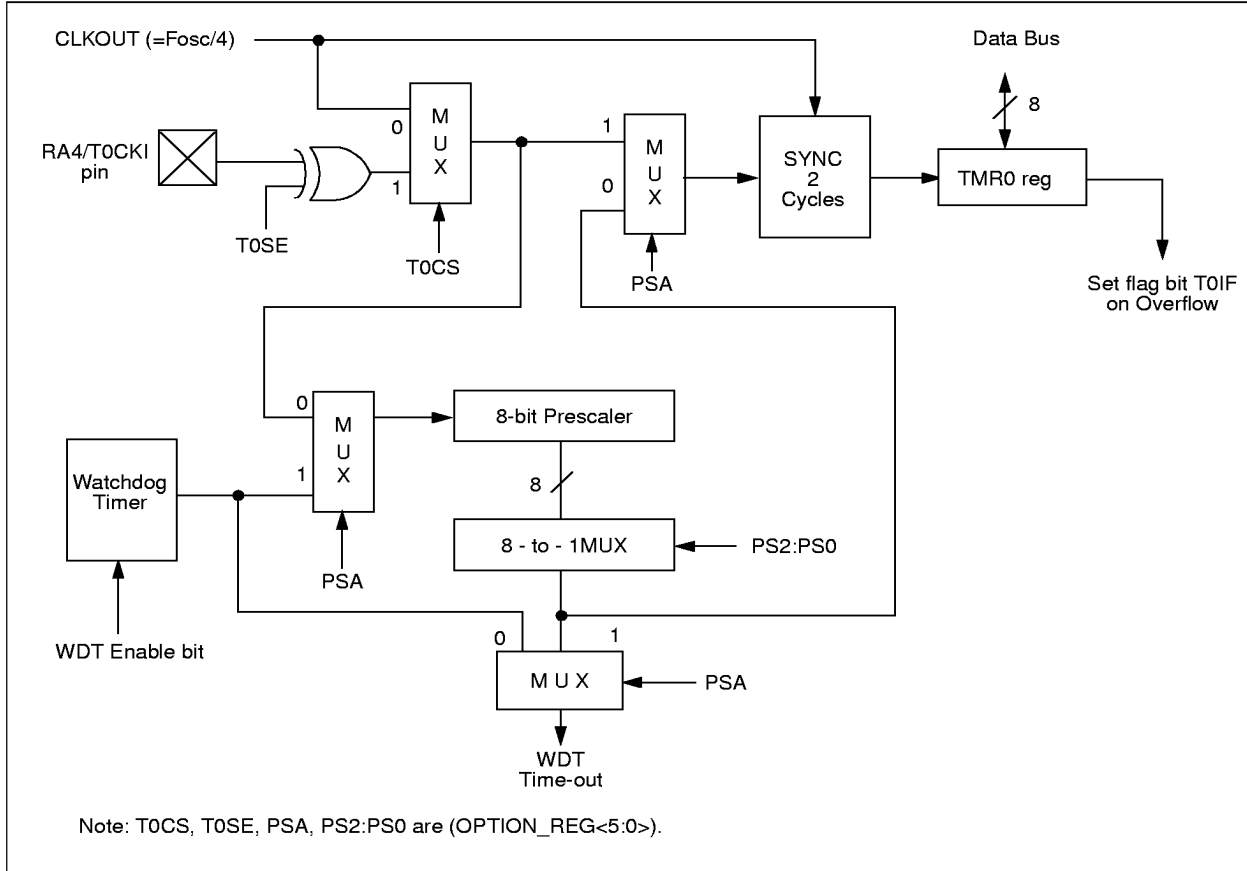 CLKOUT (=Fosc/4)
Data Bus
8
M
U
X
0
1
RA4/T0CKI
pin
T0SE
T0CS
1
0
M
U
X
PSA
SYNC
2
Cycles
TMR0 reg
Set flag bit T0IF
on Overflow
0
1
M
U
X
PSA
8-bit Prescaler
8
Watchdog
Timer
WDT Enable bit
8 - to - 1MUX
PS2:PS0
0
1
M U X
PSA
WDT
Time-out
Note: T0CS, T0SE, PSA, PS2:PS0 are (OPTION_REG<5:0>).